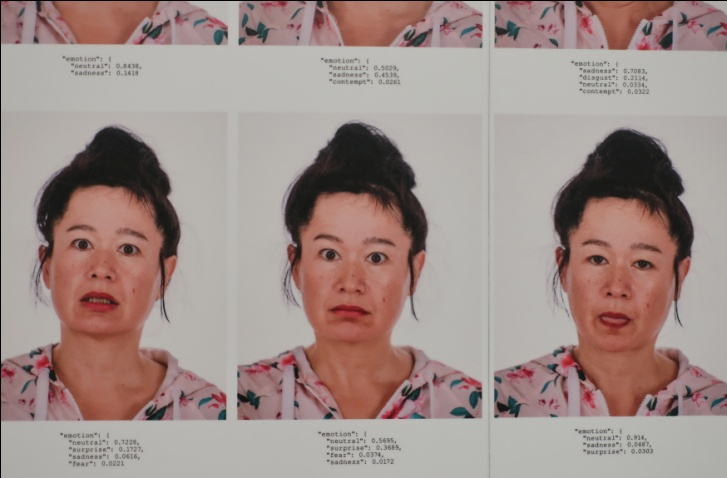 "emotion": {
"neutral": 0.8438,
"sadness": 0.1418
"emotion": {
"neutral": 0.5029,
"sadness": 0.4539,
"contempt": 0.0281
"emotion": {
"sadness": 0.7083,
"disgust": 0.2114,
"neutral": 0.0334,
"contempt": 0.0322
"emotion": {
"neutral": 0.7228,
"surprise": 0.1727,
"sadness": 0.0616,
"fear": 0.0221
"emotion": {
"neutral": 0.5695,
"surprise": 0.3689,
"fear": 0.0374,
"sadness": 0.0172
"emotion": {
"neutral": 0.914,
"sadness": 0.0487,
"surprise": 0.0303